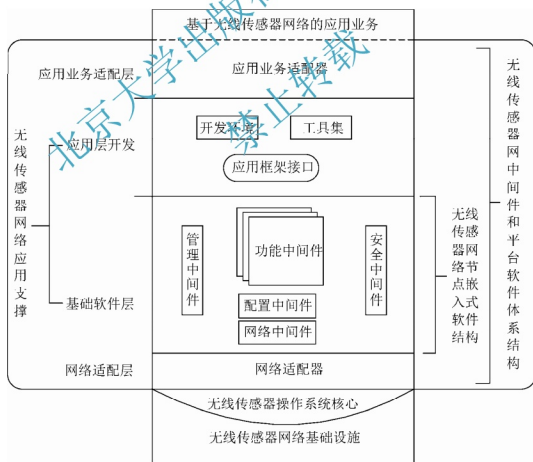 基于无线传感器网络的应用业务
应用业务适配层
应用业务适配器
应用层开发
开发环境
工具集
应用框架接口
无线传感器网络应用支撑
基础软件层
管理中间件
功能中间件
安全中间件
配置中间件
网络中间件
无线
传感
器网
络节
点嵌
入式
软件
结构
无线传感器网中间件和平台软件体系结构
网络适配层
网络适配器
无线传感器操作系统核心
无线传感器网络基础设施
北京大学出版
禁止转载